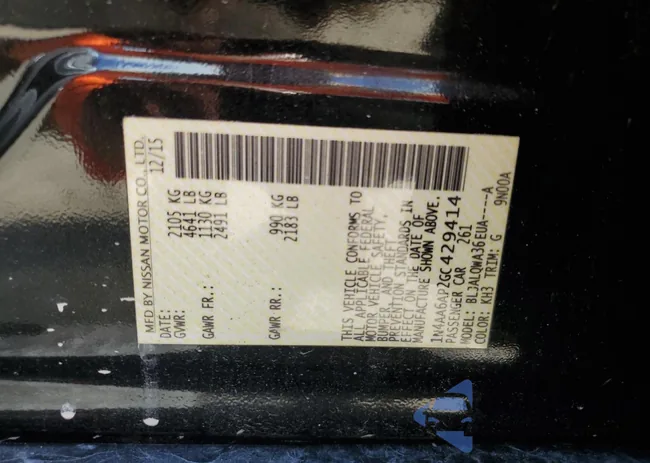 MFD BY NISSAN MOTOR CO., LTD.
DATE: 12/15
GVWR: 2105 KG
4641 LB
GAWR FR: 1130 KG
2491 LB
GAWR RR: 990 KG
2183 LB
THIS VEHICLE CONFORMS TO
ALL APPLICABLE FEDERAL
MOTOR VEHICLE SAFETY,
BUMPER, AND THEFT
PREVENTION STANDARDS IN
EFFECT ON THE DATE OF
MANUFACTURE SHOWN ABOVE.
1N4AA6AP2GC429414
PASSENGER CAR 261
MODEL: BLJALOWA36EUA-----A
COLOR: KH3 TRIM: G 9N00A